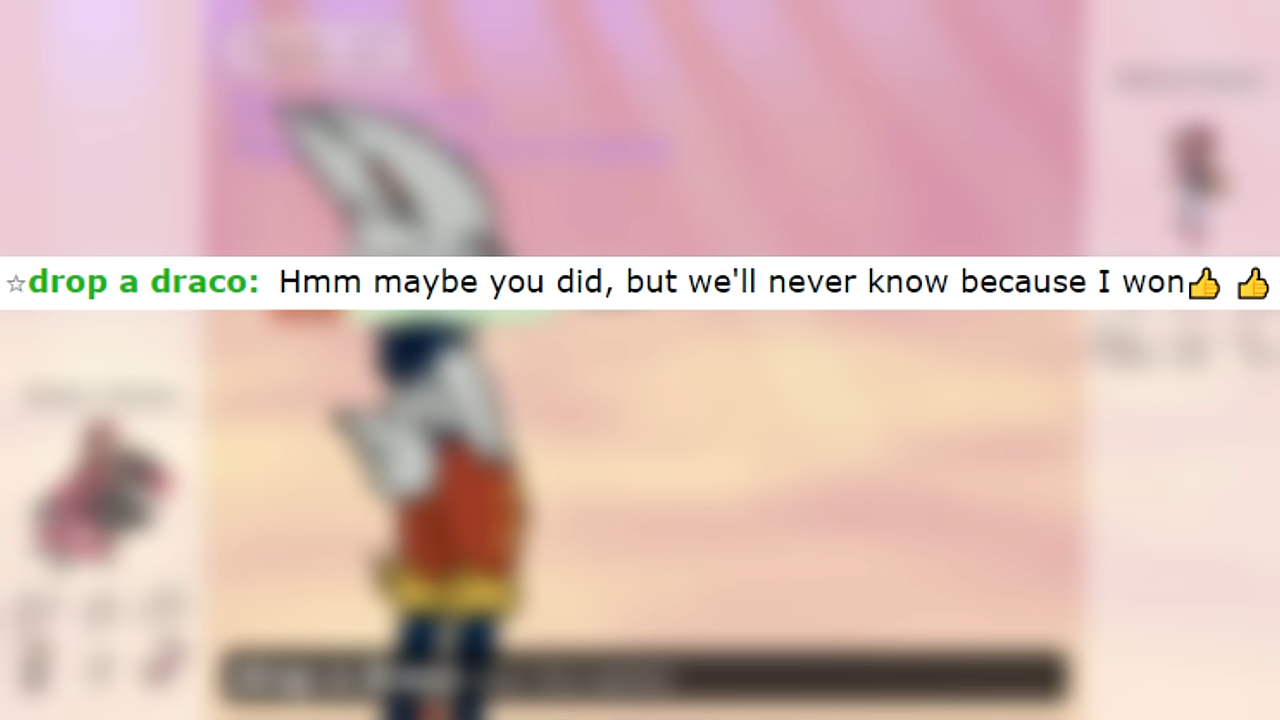 ☆drop a draco: Hmm maybe you did, but we'll never know because I won👍 👍